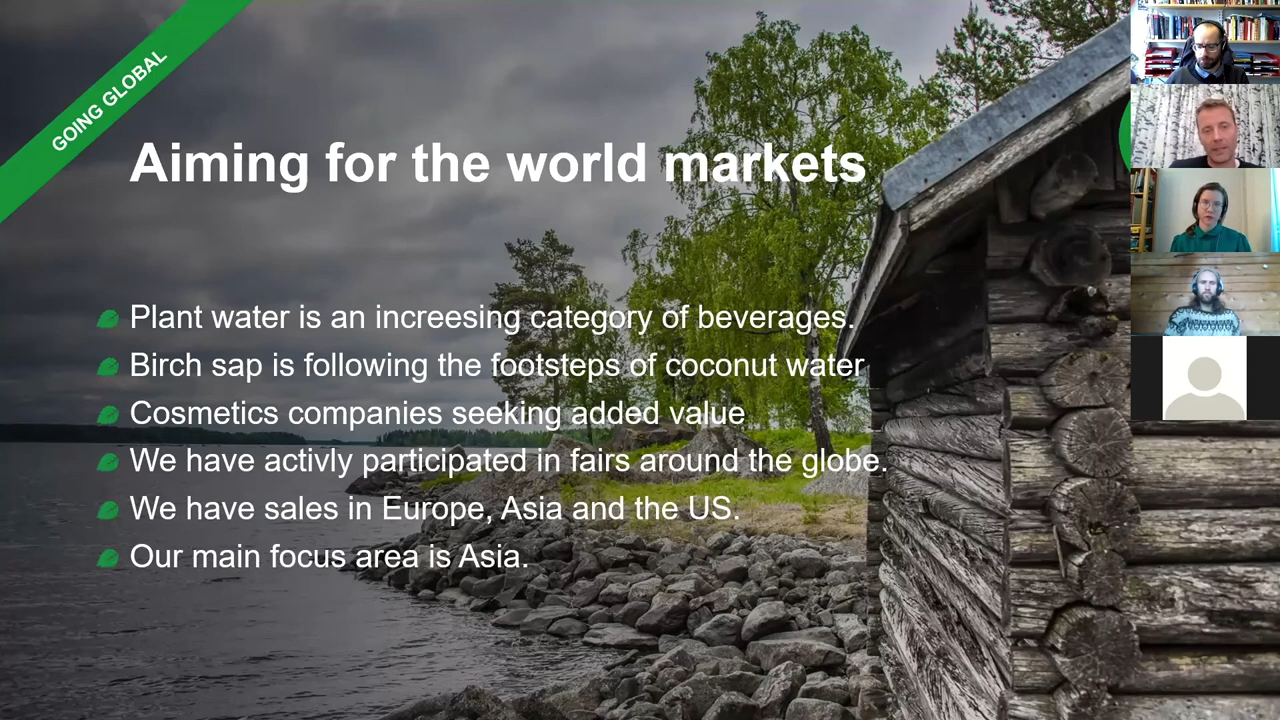 GOING GLOBAL
Aiming for the world markets
Plant water is an increesing category of beverages.
Birch sap is following the footsteps of coconut water
Cosmetics companies seeking added value
We have activly participated in fairs around the globe.
We have sales in Europe, Asia and the US.
Our main focus area is Asia.